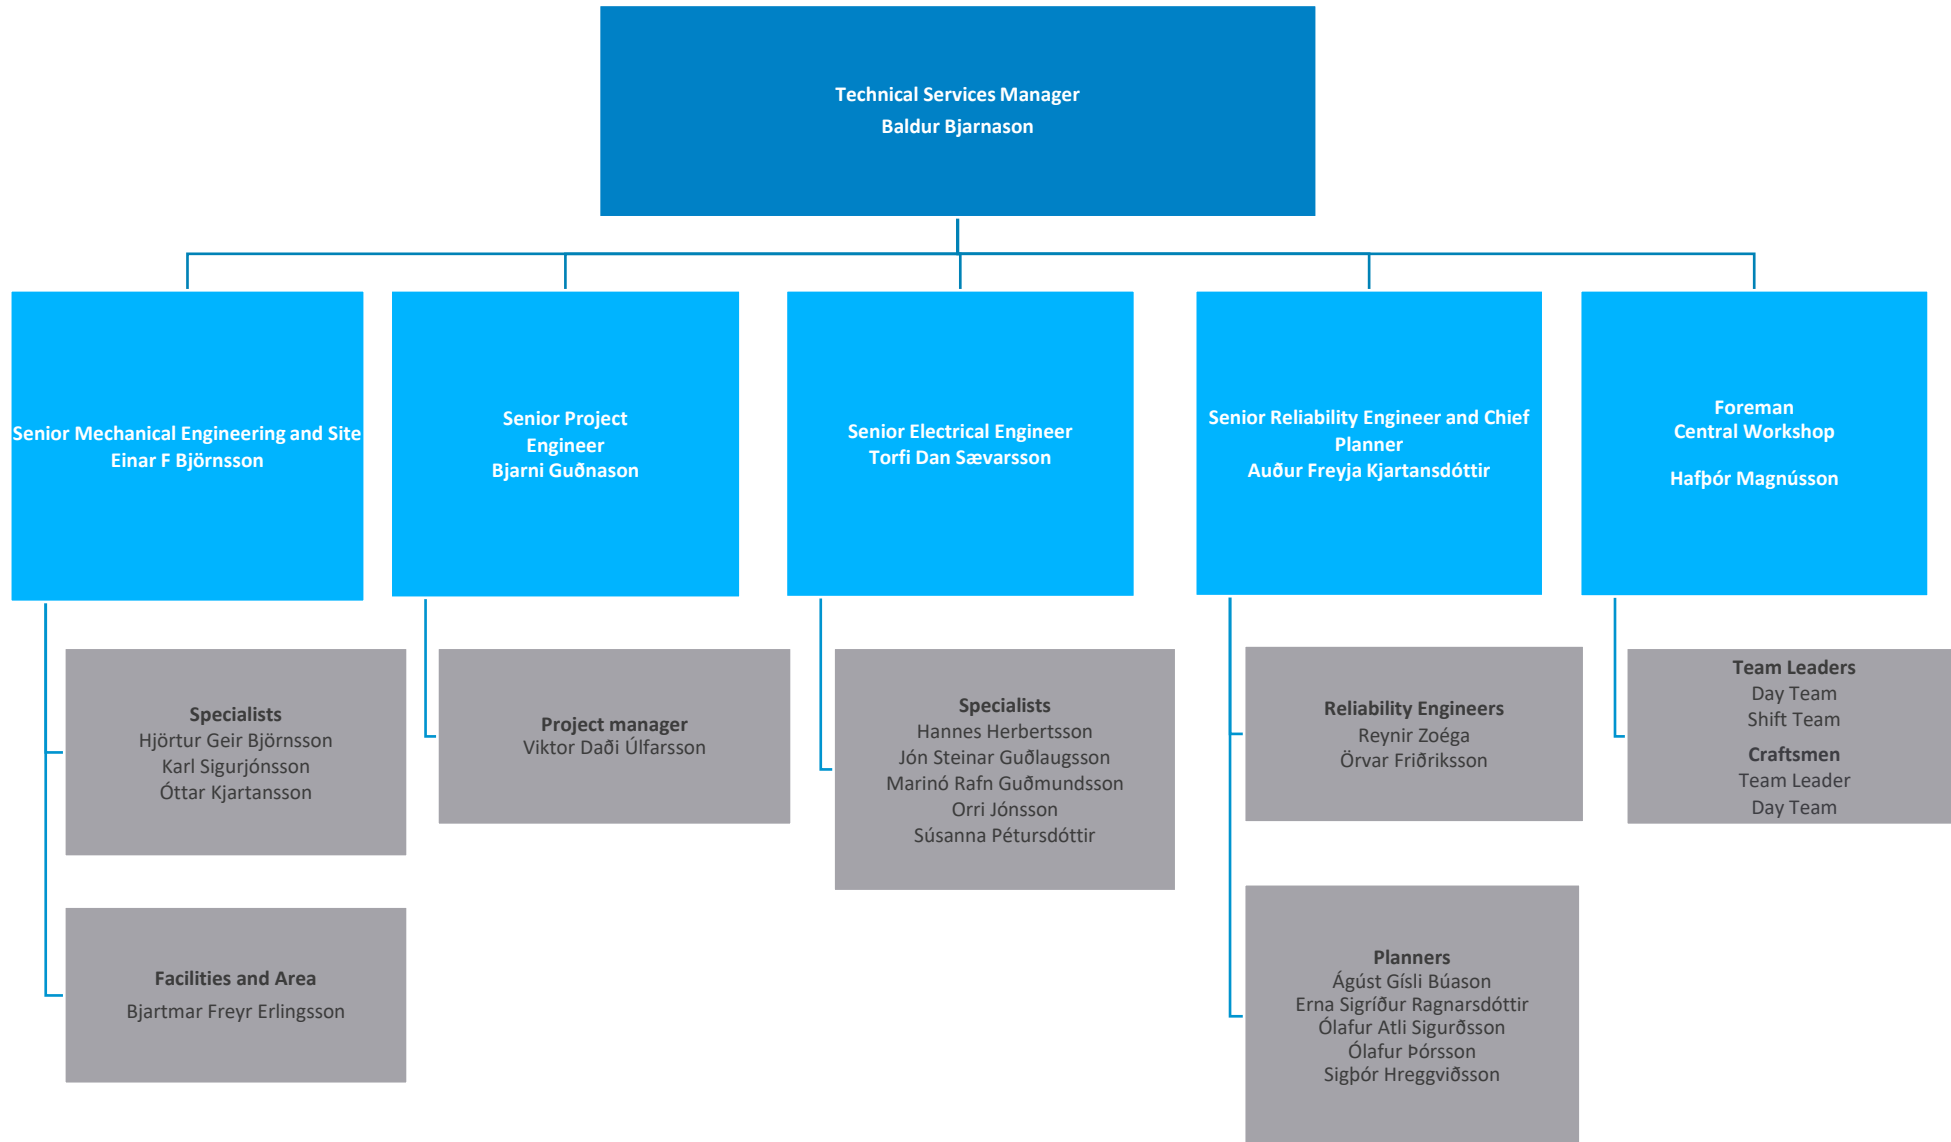 Technical Services Manager
Baldur Bjarnason
Senior Mechanical Engineering and Site
Einar F Björnsson
Senior Project
Engineer
Bjarni Guðnason
Senior Electrical Engineer
Torfi Dan Sævarsson
Senior Reliability Engineer and Chief
Planner
Auður Freyja Kjartansdóttir
Foreman
Central Workshop
Hafþór Magnússon
Specialists
Hjörtur Geir Björnsson
Karl Sigurjónsson
Óttar Kjartansson
Project manager
Viktor Daði Úlfarsson
Specialists
Hannes Herbertsson
Jón Steinar Guðlaugsson
Marinó Rafn Guðmundsson
Orri Jónsson
Súsanna Pétursdóttir
Reliability Engineers
Reynir Zoéga
Örvar Friðriksson
Team Leaders
Day Team
Shift Team
Craftsmen
Team Leader
Day Team
Facilities and Area
Bjartmar Freyr Erlingsson
Planners
Ágúst Gísli Búason
Erna Sigríður Ragnarsdóttir
Ólafur Atli Sigurðsson
Ólafur Þórsson
Sigþór Hreggviðsson